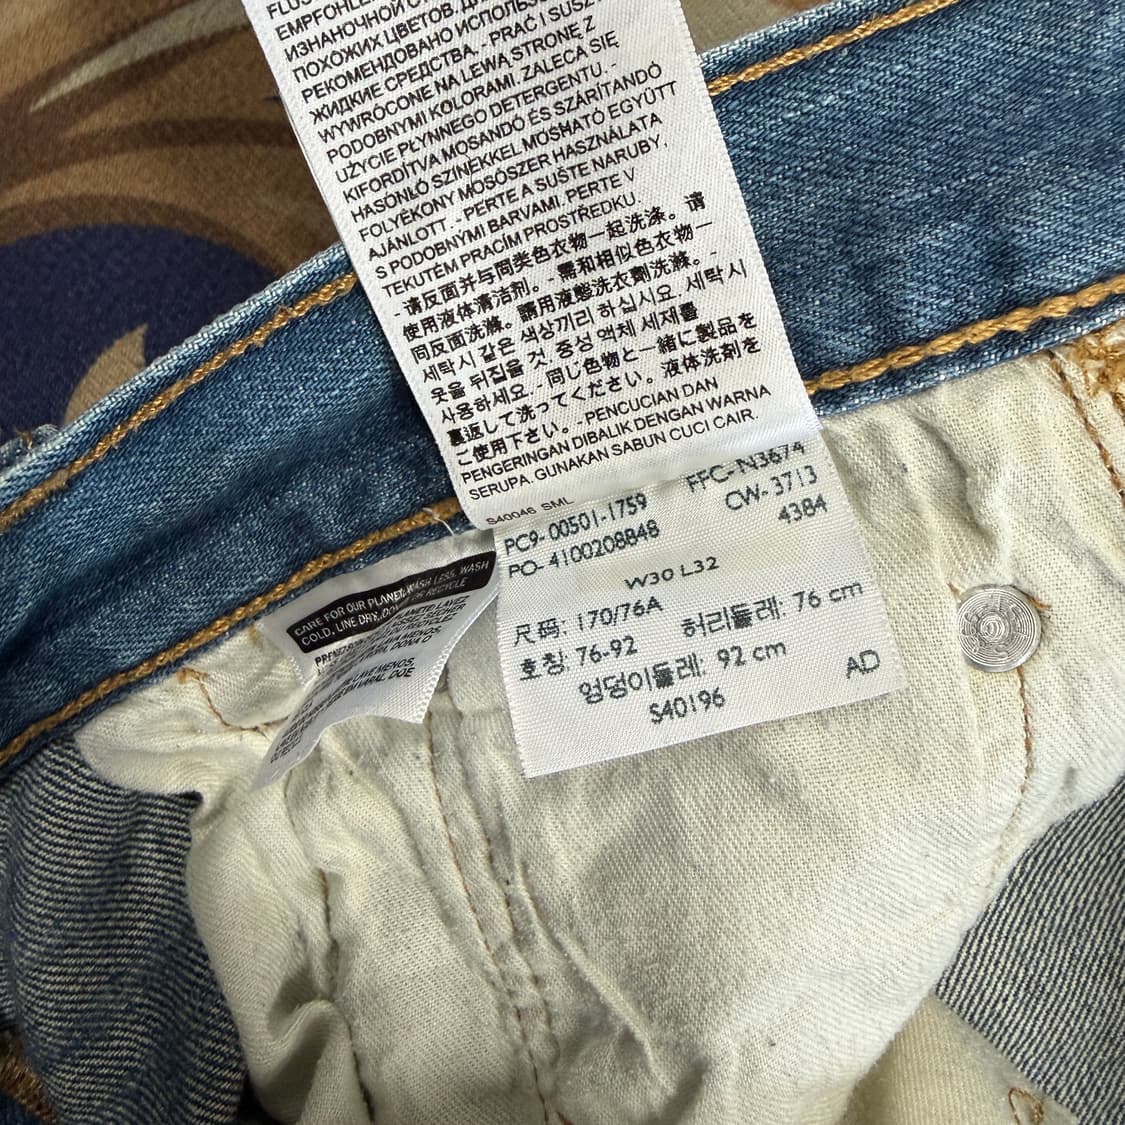 EMPFOHLE
ИЗНАНОЧНОЙ
ПОХОЖИХ ЦВЕТОВ.
РЕКОМЕНДОВАНО ИСПОЛЬЗ
ЖИДКИЕ СРЕДСТВА. - PRAĆ I SUSZ
WYWRÓCONE NA LEWĄ STRONĘ Z
PODOBNYMI KOLORAMI. ZALECA SIĘ
UŻYCIE PŁYNNEGO DETERGENTU. -
KIFORDÍTVA MOSANDÓ ÉS SZÁRÍTANDÓ
HASONLÓ SZÍNEKKEL MOSHATÓ EGYÜTT
FOLYÉKONY MOSÓSZER HASZNÁLATA
AJÁNLOTT. - PERTE A SUŠTE NARUBY,
S PODOBNÝMI BARVAMI. PERTE V
TEKUTÉM PRACÍM PROSTŘEDKU.
- 请反面并与同类色衣物一起洗涤。请
使用液体清洁剂。- 需和相似色衣物一
同反面洗滌。請用液態洗衣劑洗滌。-
세탁시 같은 색상끼리 하십시요. 세탁시
옷을 뒤집을 것. 중성 액체 세제를
사용하세요. - 同じ色物と一緒に製品を
裏返して洗ってください。液体洗剤を
ご使用下さい。- PENCUCIAN DAN
PENGERINGAN DIBALIK DENGAN WARNA
SERUPA. GUNAKAN SABUN CUCI CAIR.
S40046 SML
PC9-00501-1759 FFC-N3674
PO-4100208848 CW-3713
4384
W30 L32
尺码: 170/76A 허리둘레: 76 cm
호칭: 76-92
엉덩이둘레: 92 cm AD
S40196
CARE FOR OUR PLANET: WASH LESS, WASH
COLD, LINE DRY, DONATE OR RECYCLE